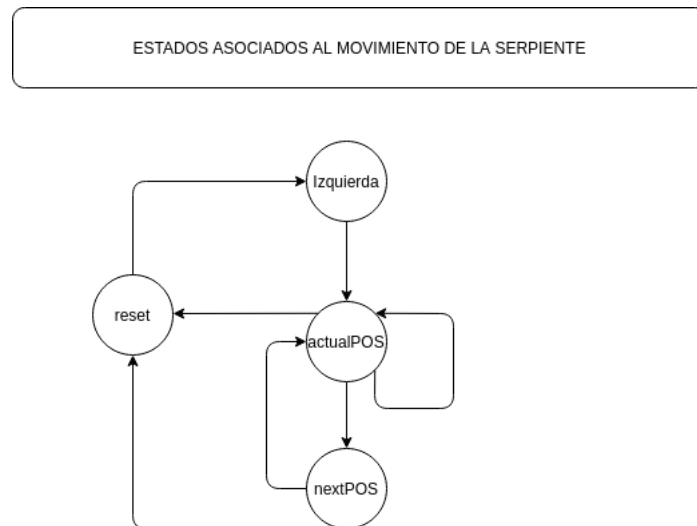 ESTADOS ASOCIADOS AL MOVIMIENTO DE LA SERPIENTE
Izquierda
reset
actualPOS
nextPOS